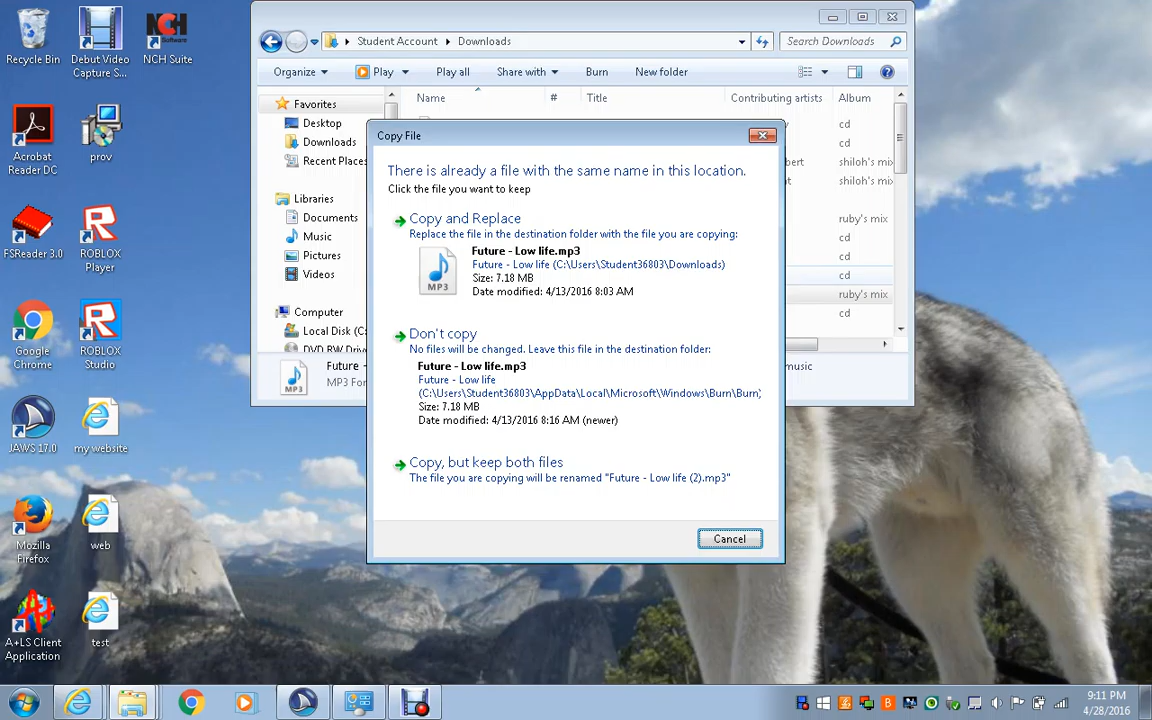 Recycle Bin
Debut Video
Capture S...
NCH
Software
NCH Suite
Acrobat
Reader DC
prov
FSReader 3.0
ROBLOX
Player
Google
Chrome
ROBLOX
Studio
JAWS 17.0
my website
Mozilla
Firefox
web
A+LS Client
Application
test
Student Account
Downloads
Search Downloads
Organize
Play
Play all
Share with
Burn
New folder
Favorites
Desktop
Downloads
Recent Places
Libraries
Documents
Music
Pictures
Videos
Computer
Local Disk (C:
DVD RW Drive
Name
#
Title
Contributing artists
Album
cd
cd
shiloh's mix
shiloh's mix
ruby's mix
cd
cd
cd
ruby's mix
cd
Future -
MP3 For
music
Copy File
There is already a file with the same name in this location.
Click the file you want to keep
Copy and Replace
Replace the file in the destination folder with the file you are copying:
MP3
Future - Low life.mp3
Future - Low life (C:\Users\Student36803\Downloads)
Size: 7.18 MB
Date modified: 4/13/2016 8:03 AM
Don't copy
No files will be changed. Leave this file in the destination folder:
Future - Low life.mp3
Future - Low life
(C:\Users\Student36803\AppData\Local\Microsoft\Windows\Burn\Burn)
Size: 7.18 MB
Date modified: 4/13/2016 8:16 AM (newer)
Copy, but keep both files
The file you are copying will be renamed "Future - Low life (2).mp3"
Cancel
9:11 PM
4/28/2016